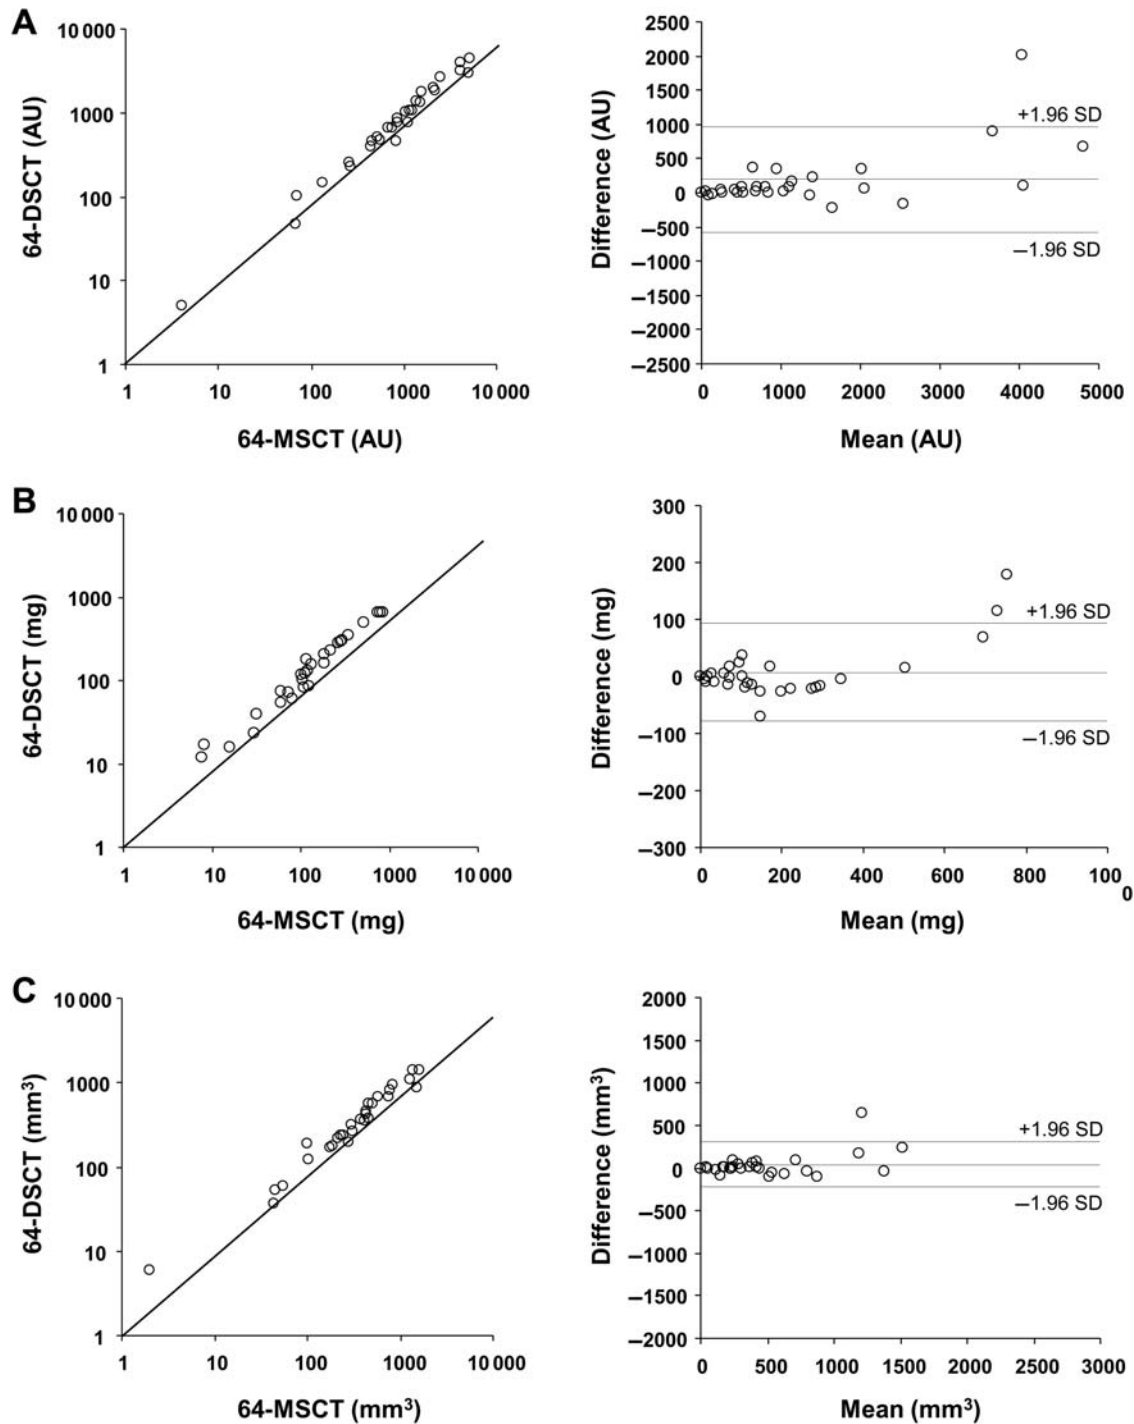 A
10 000
1000
100
10
1
64-DSCT (AU)
1 10 100 1000 10 000
64-MSCT (AU)
2500
2000
1500
1000
500
0
–500
–1000
–1500
–2000
–2500
Difference (AU)
+1.96 SD
–1.96 SD
0 1000 2000 3000 4000 5000
Mean (AU)
B
10 000
1000
100
10
1
64-DSCT (mg)
1 10 100 1000 10 000
64-MSCT (mg)
300
200
100
0
–100
–200
–300
Difference (mg)
+1.96 SD
–1.96 SD
0 200 400 600 800 100
0
Mean (mg)
C
10 000
1000
100
10
1
64-DSCT (mm³)
1 10 100 1000 10 000
64-MSCT (mm³)
2000
1500
1000
500
0
–500
–1000
–1500
–2000
Difference (mm³)
+1.96 SD
–1.96 SD
0 500 1000 1500 2000 3000
Mean (mm³)